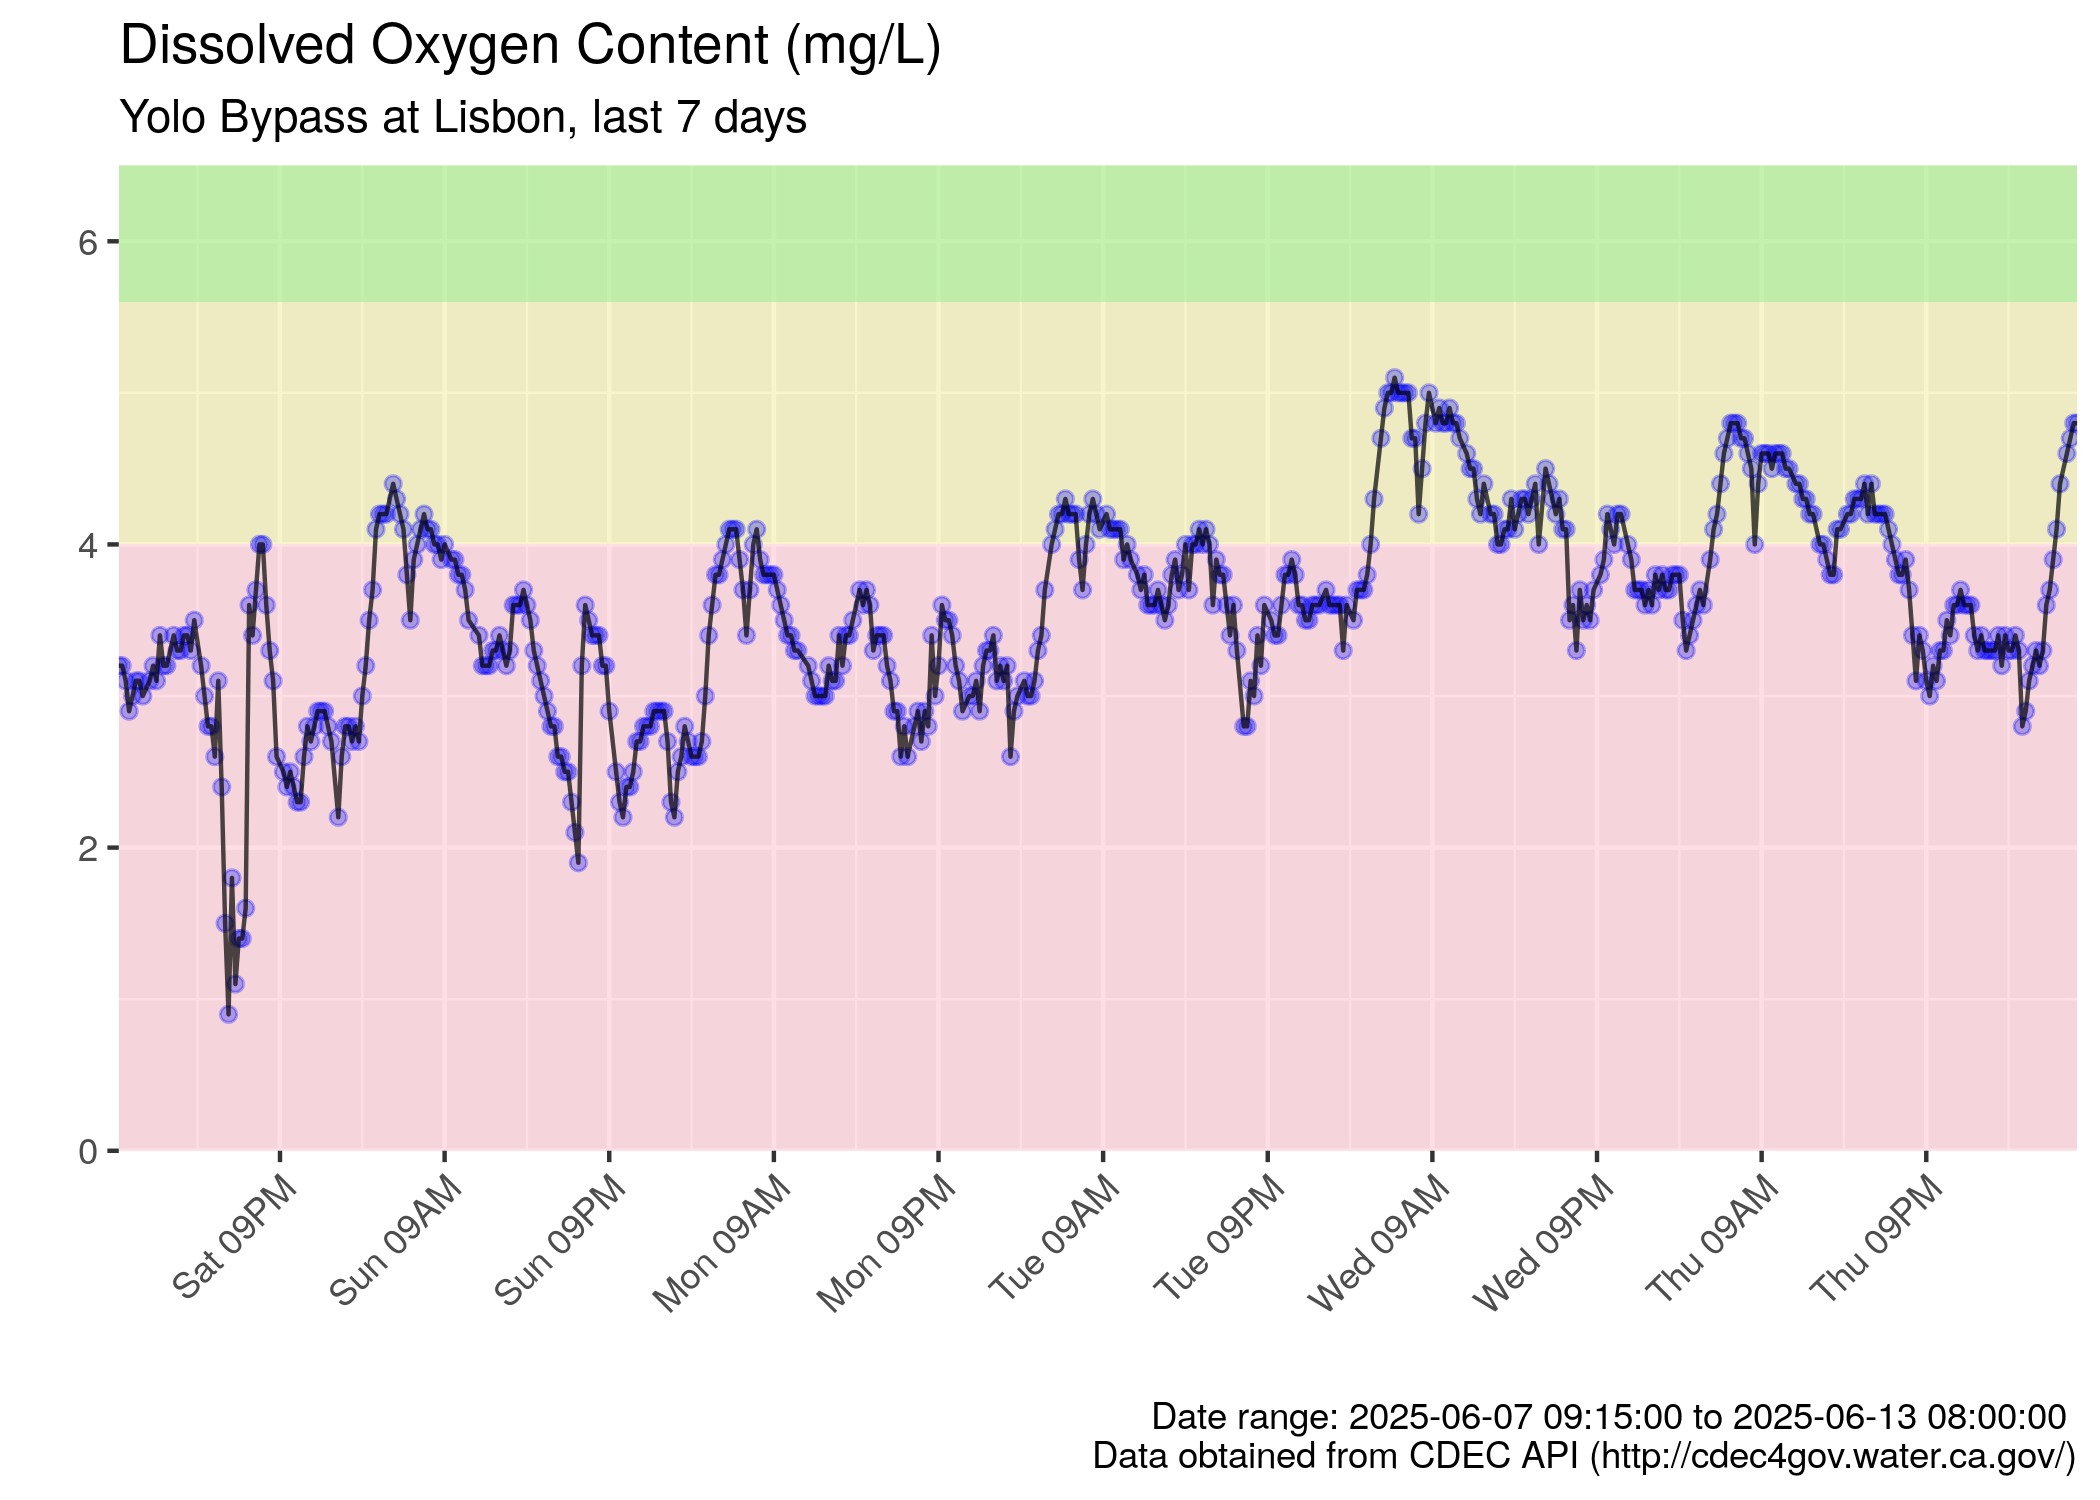 Dissolved Oxygen Content (mg/L)
Yolo Bypass at Lisbon, last 7 days
6
4
2
0
Sat 09PM
Sun 09AM
Sun 09PM
Mon 09AM
Mon 09PM
Tue 09AM
Tue 09PM
Wed 09AM
Wed 09PM
Thu 09AM
Thu 09PM
Date range: 2025-06-07 09:15:00 to 2025-06-13 08:00:00
Data obtained from CDEC API (http://cdec4gov.water.ca.gov/)